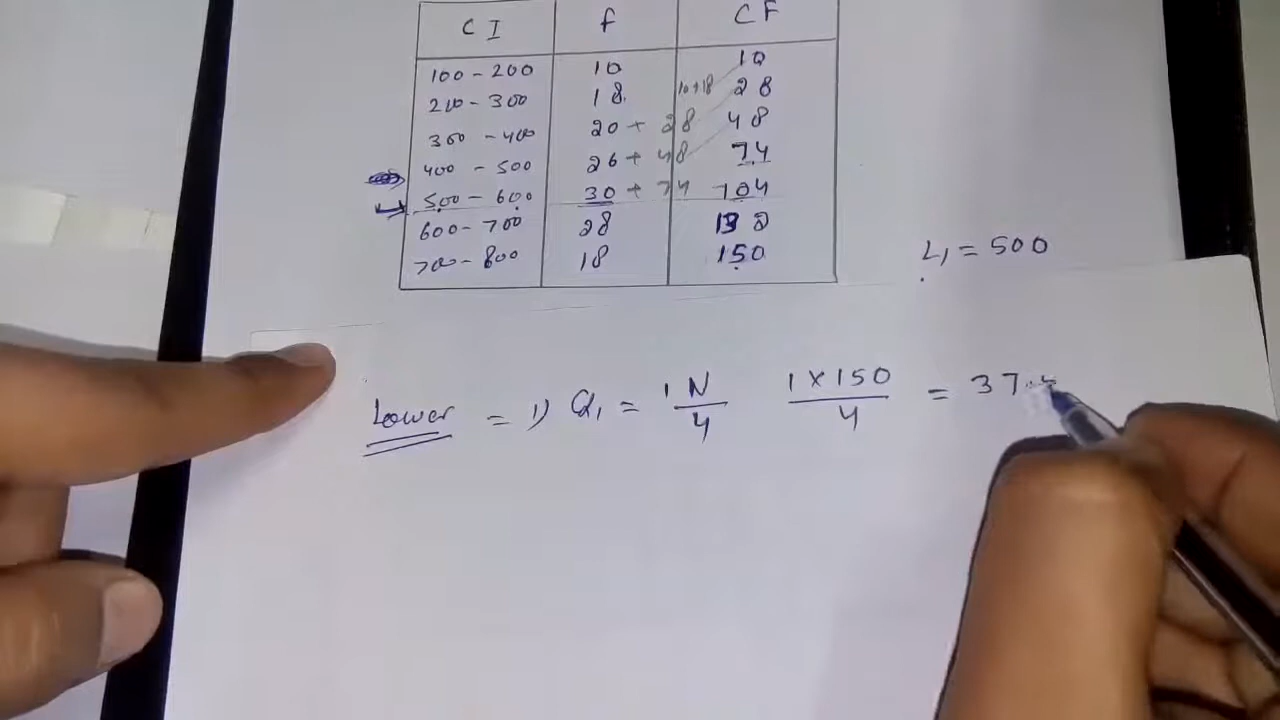 C I f C F
100 - 200 10 10
200 - 300 18 10+18 28
300 - 400 20 + 28 48
400 - 500 26 + 48 74
500 - 600 30 + 74 104
600 - 700 28 132
700 - 800 18 150
L1 = 500
Lower = 1) Q1 = 1 N / 4 1 × 150 / 4 = 37.5